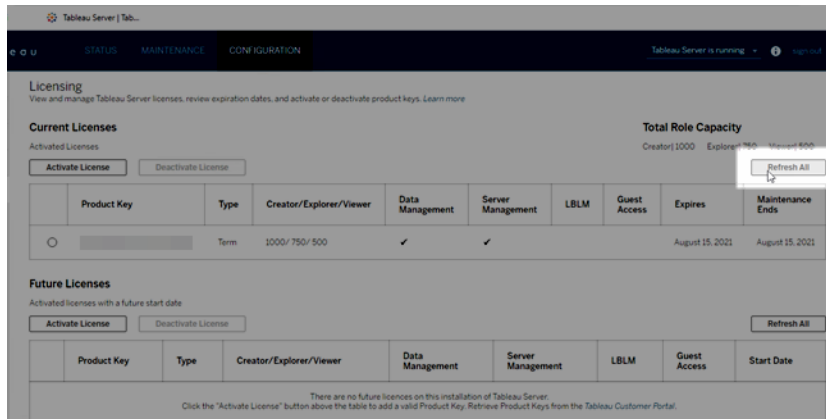 Tableau Server | Tab...
eau STATUS MAINTENANCE CONFIGURATION Tableau Server is running sign out
Licensing
View and manage Tableau Server licenses, review expiration dates, and activate or deactivate product keys. Learn more
Current Licenses Total Role Capacity
Activated Licenses Creator| 1000 Explorer| 750 Viewer| 500
Activate License Deactivate License Refresh All
Product Key Type Creator/Explorer/Viewer Data Management Server Management LBLM Guest Access Expires Maintenance Ends
Term 1000/ 750/ 500 ✔ ✔ August 15, 2021 August 15, 2021
Future Licenses
Activated licenses with a future start date
Activate License Deactivate License Refresh All
Product Key Type Creator/Explorer/Viewer Data Management Server Management LBLM Guest Access Start Date
There are no future licences on this installation of Tableau Server.
Click the "Activate License" button above the table to add a valid Product Key. Retrieve Product Keys from the Tableau Customer Portal.